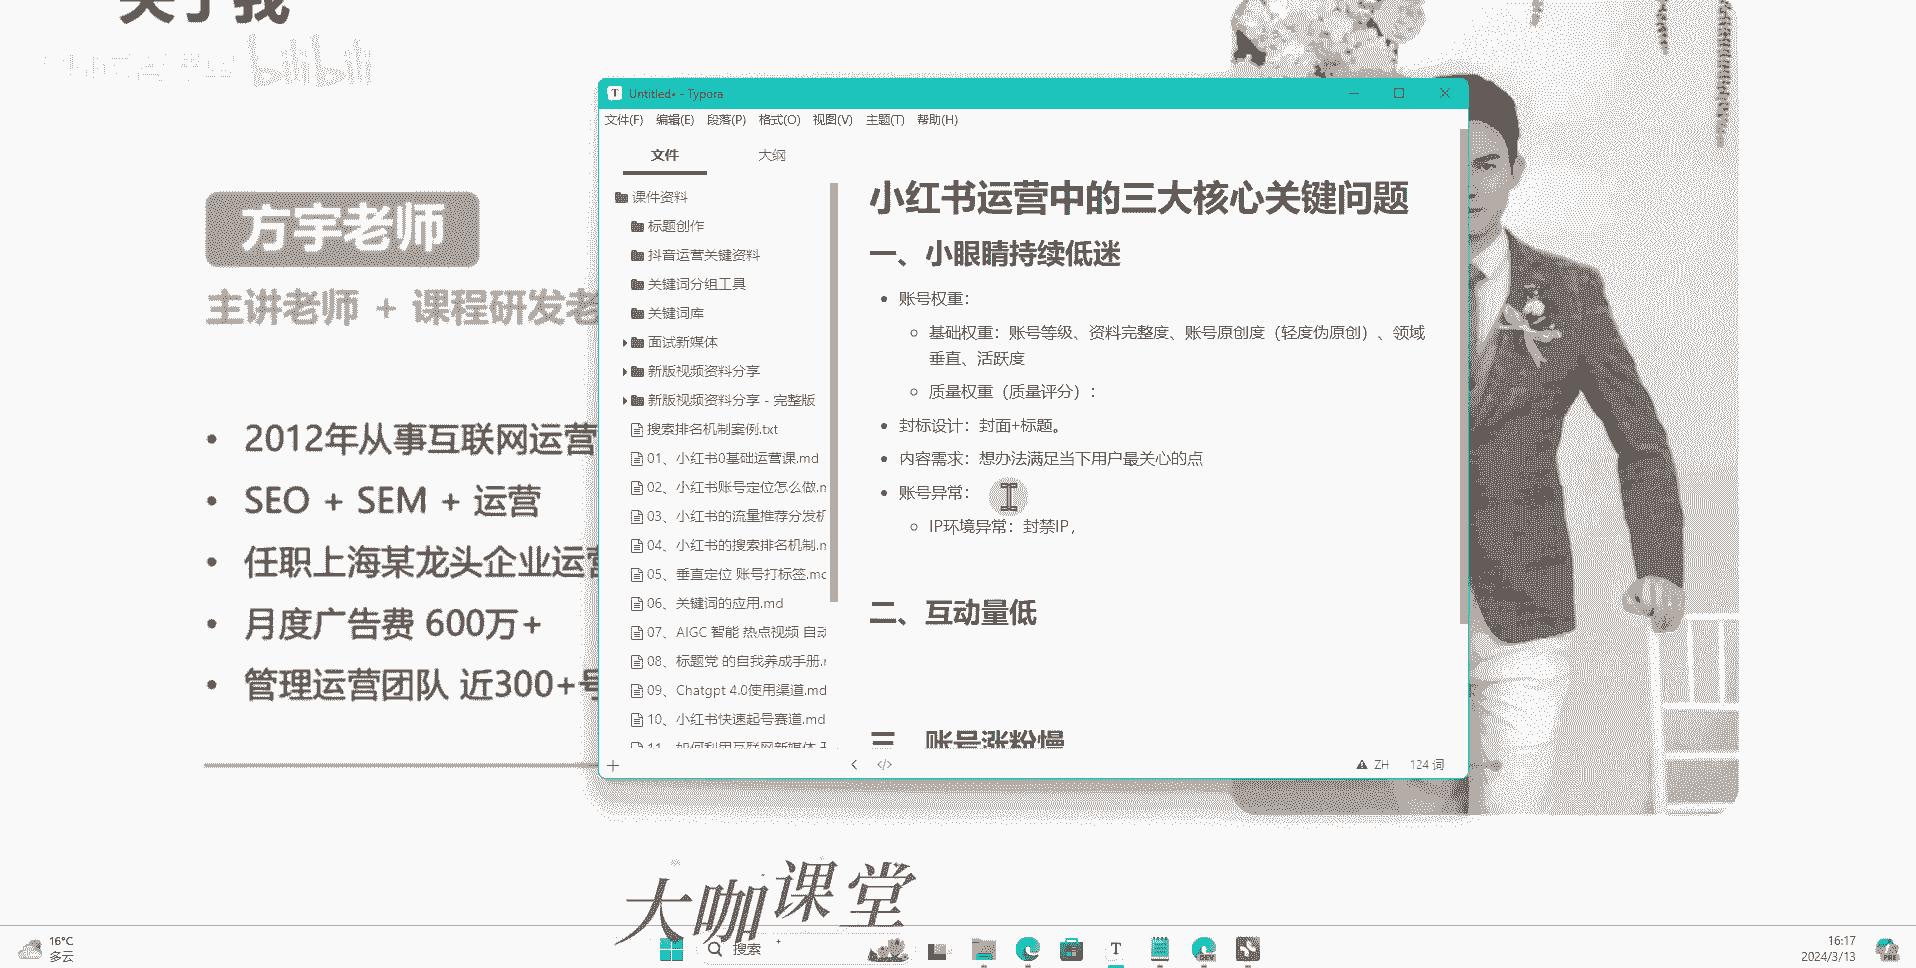 关于我
bilibili
方宇老师
主讲老师 + 课程研发老
2012年从事互联网运营
SEO + SEM + 运营
任职上海某龙头企业运营
月度广告费 600万+
管理运营团队 近300+号
Untitled• - Typora
文件(F) 编辑(E) 段落(P) 格式(O) 视图(V) 主题(T) 帮助(H)
文件 大纲
课件资料
标题创作
抖音运营关键资料
关键词分组工具
关键词库
面试新媒体
新版视频资料分享
新版视频资料分享 - 完整版
搜索排名机制案例.txt
01、小红书0基础运营课.md
02、小红书账号定位怎么做.m
03、小红书的流量推荐分发机
04、小红书的搜索排名机制.m
05、垂直定位 账号打标签.md
06、关键词的应用.md
07、AIGC 智能 热点视频 自动
08、标题党 的自我养成手册.m
09、Chatgpt 4.0使用渠道.md
10、小红书快速起号赛道.md
11、如何利用互联网新媒体
小红书运营中的三大核心关键问题
一、小眼睛持续低迷
账号权重：
基础权重：账号等级、资料完整度、账号原创度（轻度伪原创）、领域
垂直、活跃度
质量权重（质量评分）：
封标设计：封面+标题。
内容需求：想办法满足当下用户最关心的点
账号异常：
IP环境异常：封禁IP，
二、互动量低
三、账号涨粉慢
ZH 124 词
大咖课堂
16°C
多云
搜索
16:17
2024/3/13